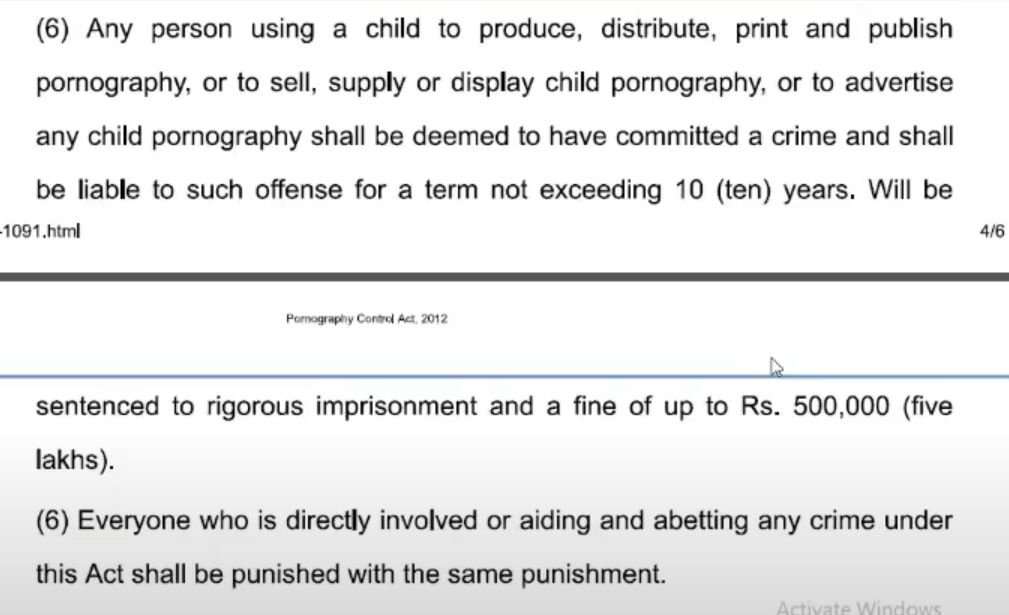 (6) Any person using a child to produce, distribute, print and publish
pornography, or to sell, supply or display child pornography, or to advertise
any child pornography shall be deemed to have committed a crime and shall
be liable to such offense for a term not exceeding 10 (ten) years. Will be
-1091.html
4/6
Pornography Control Act, 2012
sentenced to rigorous imprisonment and a fine of up to Rs. 500,000 (five
lakhs).
(6) Everyone who is directly involved or aiding and abetting any crime under
this Act shall be punished with the same punishment.
Activate Windows